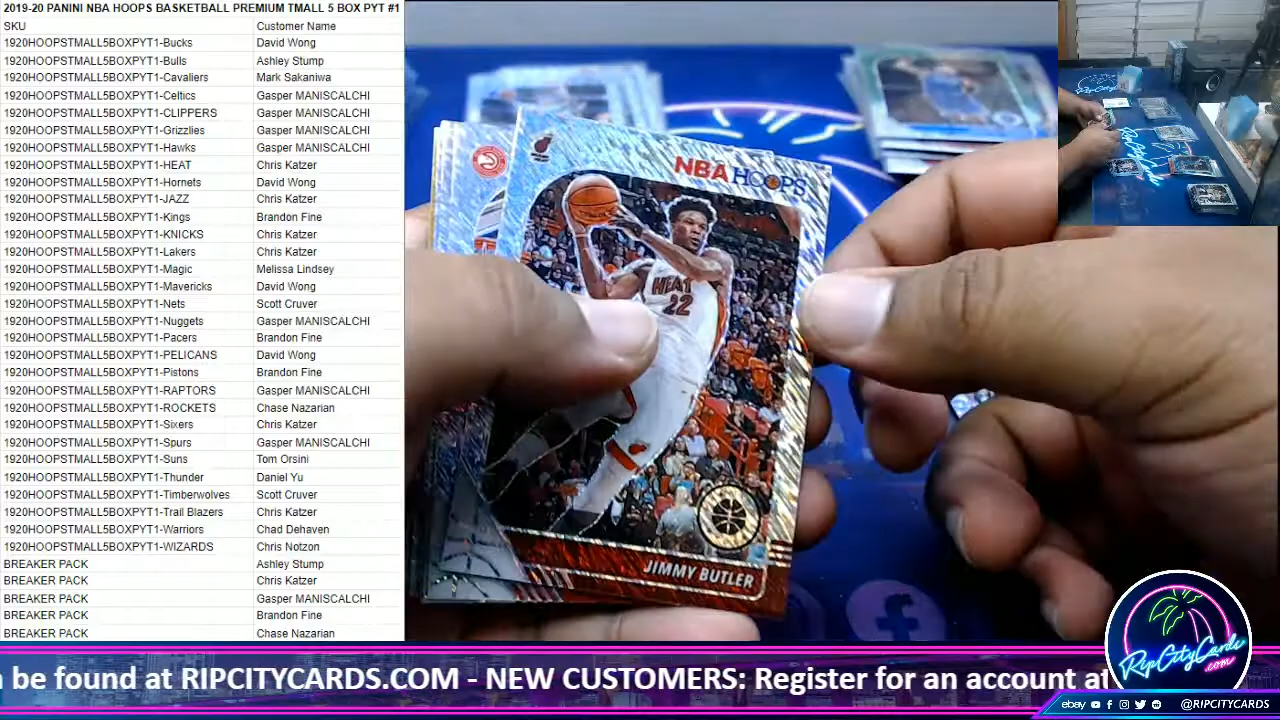 2019-20 PANINI NBA HOOPS BASKETBALL PREMIUM TMALL 5 BOX PYT #1
SKU Customer Name
1920HOOPSTMALL5BOXPYT1-Bucks David Wong
1920HOOPSTMALL5BOXPYT1-Bulls Ashley Stump
1920HOOPSTMALL5BOXPYT1-Cavaliers Mark Sakaniwa
1920HOOPSTMALL5BOXPYT1-Celtics Gasper MANISCALCHI
1920HOOPSTMALL5BOXPYT1-CLIPPERS Gasper MANISCALCHI
1920HOOPSTMALL5BOXPYT1-Grizzlies Gasper MANISCALCHI
1920HOOPSTMALL5BOXPYT1-Hawks Gasper MANISCALCHI
1920HOOPSTMALL5BOXPYT1-HEAT Chris Katzer
1920HOOPSTMALL5BOXPYT1-Hornets David Wong
1920HOOPSTMALL5BOXPYT1-JAZZ Chris Katzer
1920HOOPSTMALL5BOXPYT1-Kings Brandon Fine
1920HOOPSTMALL5BOXPYT1-KNICKS Chris Katzer
1920HOOPSTMALL5BOXPYT1-Lakers Chris Katzer
1920HOOPSTMALL5BOXPYT1-Magic Melissa Lindsey
1920HOOPSTMALL5BOXPYT1-Mavericks David Wong
1920HOOPSTMALL5BOXPYT1-Nets Scott Cruver
1920HOOPSTMALL5BOXPYT1-Nuggets Gasper MANISCALCHI
1920HOOPSTMALL5BOXPYT1-Pacers Brandon Fine
1920HOOPSTMALL5BOXPYT1-PELICANS David Wong
1920HOOPSTMALL5BOXPYT1-Pistons Brandon Fine
1920HOOPSTMALL5BOXPYT1-RAPTORS Gasper MANISCALCHI
1920HOOPSTMALL5BOXPYT1-ROCKETS Chase Nazarian
1920HOOPSTMALL5BOXPYT1-Sixers Chris Katzer
1920HOOPSTMALL5BOXPYT1-Spurs Gasper MANISCALCHI
1920HOOPSTMALL5BOXPYT1-Suns Tom Orsini
1920HOOPSTMALL5BOXPYT1-Thunder Daniel Yu
1920HOOPSTMALL5BOXPYT1-Timberwolves Scott Cruver
1920HOOPSTMALL5BOXPYT1-Trail Blazers Chris Katzer
1920HOOPSTMALL5BOXPYT1-Warriors Chad Dehaven
1920HOOPSTMALL5BOXPYT1-WIZARDS Chris Notzon
BREAKER PACK Ashley Stump
BREAKER PACK Chris Katzer
BREAKER PACK Gasper MANISCALCHI
BREAKER PACK Brandon Fine
BREAKER PACK Chase Nazarian
NBA HOOPS
HEAT
22
JIMMY BUTLER
be found at RIPCITYCARDS.COM - NEW CUSTOMERS: Register for an account at
RipCityCards
.com
ebay @RIPCITYCARDS